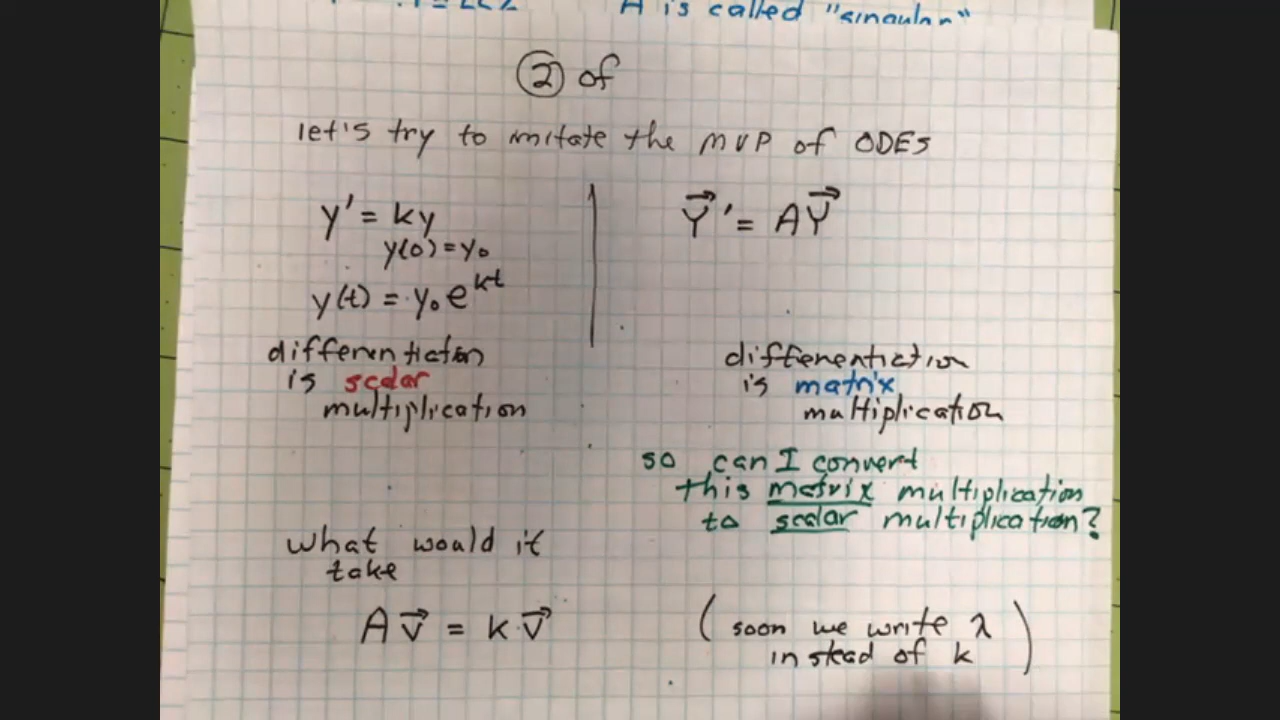 A is called "singular"
② of
let's try to imitate the MVP of ODES
y' = ky
y(0) = y₀
y(t) = y₀ e^{kt}
Y⃗' = AY⃗
differentiation
is scalar
multiplication
differentiation
is matrix
multiplication
so can I convert
this matrix multiplication
to scalar multiplication?
what would it
take
A v⃗ = k·v⃗
(soon we write λ
instead of k)